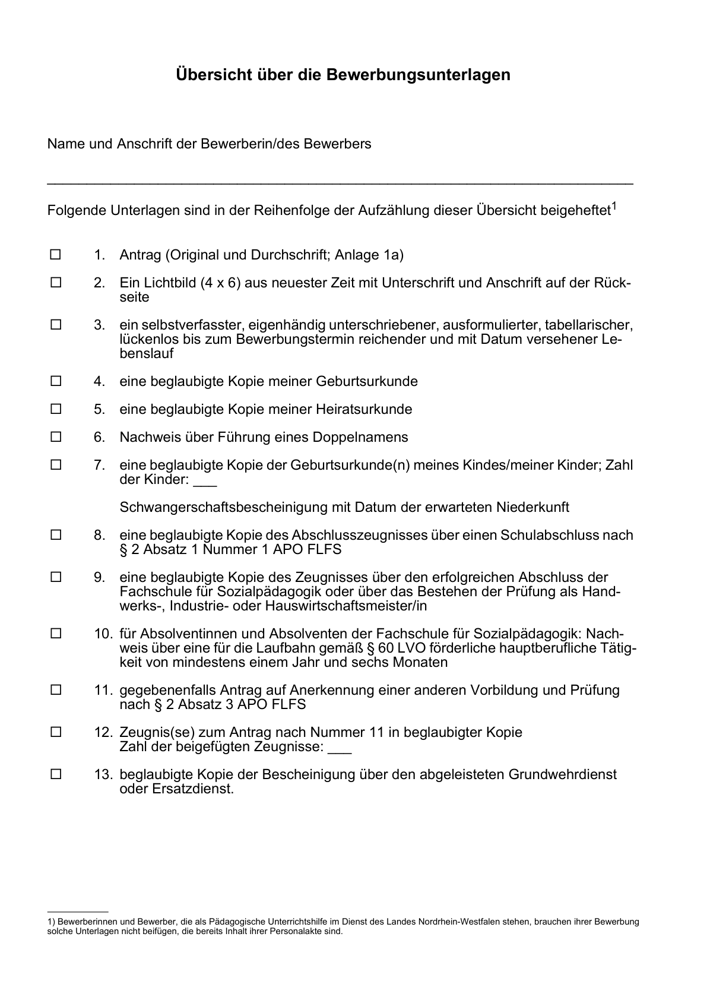 Übersicht über die Bewerbungsunterlagen
Name und Anschrift der Bewerberin/des Bewerbers
Folgende Unterlagen sind in der Reihenfolge der Aufzählung dieser Übersicht beigeheftet1
☐ 1. Antrag (Original und Durchschrift; Anlage 1a)
☐ 2. Ein Lichtbild (4 x 6) aus neuester Zeit mit Unterschrift und Anschrift auf der Rück-
seite
☐ 3. ein selbstverfasster, eigenhändig unterschriebener, ausformulierter, tabellarischer,
lückenlos bis zum Bewerbungstermin reichender und mit Datum versehener Le-
benslauf
☐ 4. eine beglaubigte Kopie meiner Geburtsurkunde
☐ 5. eine beglaubigte Kopie meiner Heiratsurkunde
☐ 6. Nachweis über Führung eines Doppelnamens
☐ 7. eine beglaubigte Kopie der Geburtsurkunde(n) meines Kindes/meiner Kinder; Zahl
der Kinder: ___
Schwangerschaftsbescheinigung mit Datum der erwarteten Niederkunft
☐ 8. eine beglaubigte Kopie des Abschlusszeugnisses über einen Schulabschluss nach
§ 2 Absatz 1 Nummer 1 APO FLFS
☐ 9. eine beglaubigte Kopie des Zeugnisses über den erfolgreichen Abschluss der
Fachschule für Sozialpädagogik oder über das Bestehen der Prüfung als Hand-
werks-, Industrie- oder Hauswirtschaftsmeister/in
☐ 10. für Absolventinnen und Absolventen der Fachschule für Sozialpädagogik: Nach-
weis über eine für die Laufbahn gemäß § 60 LVO förderliche hauptberufliche Tätig-
keit von mindestens einem Jahr und sechs Monaten
☐ 11. gegebenenfalls Antrag auf Anerkennung einer anderen Vorbildung und Prüfung
nach § 2 Absatz 3 APO FLFS
☐ 12. Zeugnis(se) zum Antrag nach Nummer 11 in beglaubigter Kopie
Zahl der beigefügten Zeugnisse: ___
☐ 13. beglaubigte Kopie der Bescheinigung über den abgeleisteten Grundwehrdienst
oder Ersatzdienst.
1) Bewerberinnen und Bewerber, die als Pädagogische Unterrichtshilfe im Dienst des Landes Nordrhein-Westfalen stehen, brauchen ihrer Bewerbung
solche Unterlagen nicht beifügen, die bereits Inhalt ihrer Personalakte sind.